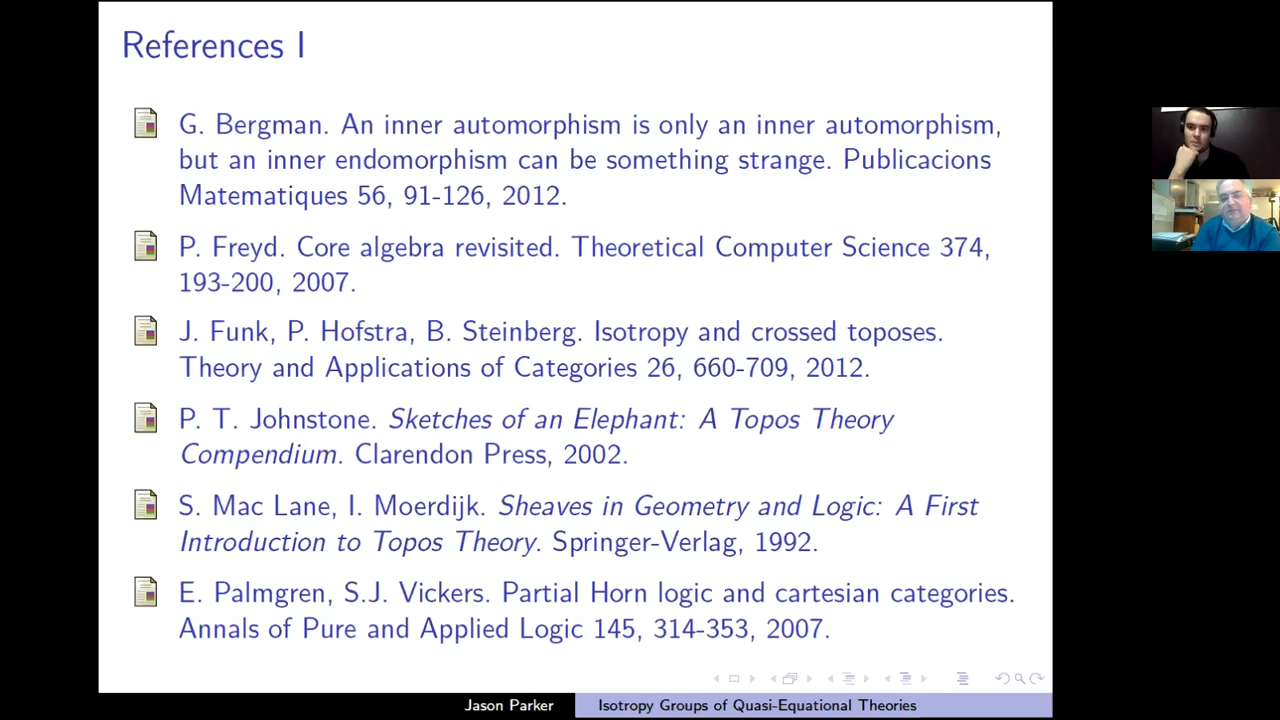 References I
G. Bergman. An inner automorphism is only an inner automorphism,
but an inner endomorphism can be something strange. Publicacions
Matematiques 56, 91-126, 2012.
P. Freyd. Core algebra revisited. Theoretical Computer Science 374,
193-200, 2007.
J. Funk, P. Hofstra, B. Steinberg. Isotropy and crossed toposes.
Theory and Applications of Categories 26, 660-709, 2012.
P. T. Johnstone. Sketches of an Elephant: A Topos Theory
Compendium. Clarendon Press, 2002.
S. Mac Lane, I. Moerdijk. Sheaves in Geometry and Logic: A First
Introduction to Topos Theory. Springer-Verlag, 1992.
E. Palmgren, S.J. Vickers. Partial Horn logic and cartesian categories.
Annals of Pure and Applied Logic 145, 314-353, 2007.
Jason Parker
Isotropy Groups of Quasi-Equational Theories